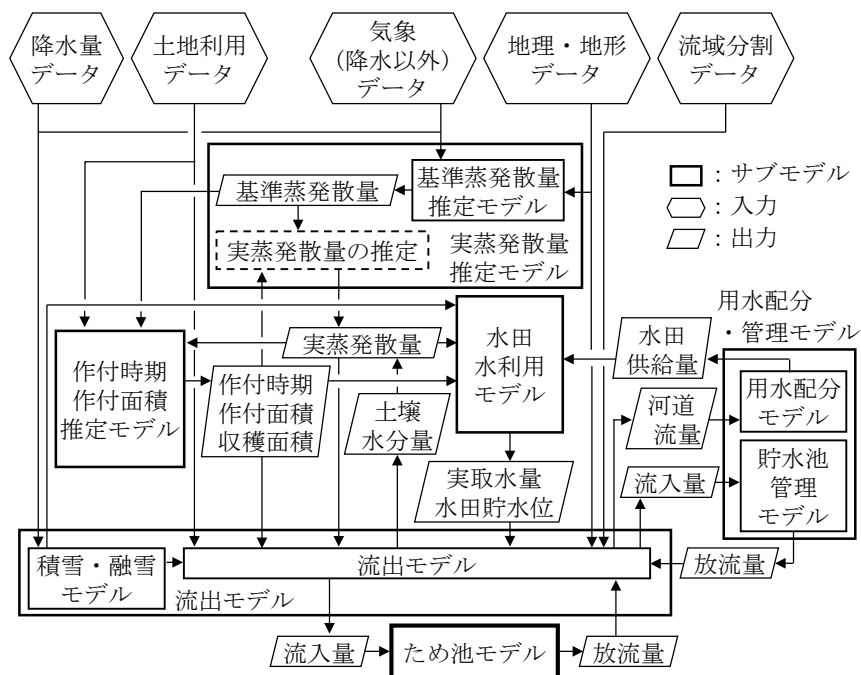 降水量
データ
土地利用
データ
気象
(降水以外)
データ
地理・地形
データ
流域分割
データ
基準蒸発散量
基準蒸発散量
推定モデル
実蒸発散量の推定
実蒸発散量
推定モデル
：サブモデル
：入力
：出力
作付時期
作付面積
推定モデル
作付時期
作付面積
収穫面積
実蒸発散量
土壌
水分量
水田
水利用
モデル
実取水量
水田貯水位
水田
供給量
用水配分
・管理モデル
用水配分
モデル
河道
流量
流入量
貯水池
管理
モデル
放流量
積雪・融雪
モデル
流出モデル
流出モデル
流入量
ため池モデル
放流量